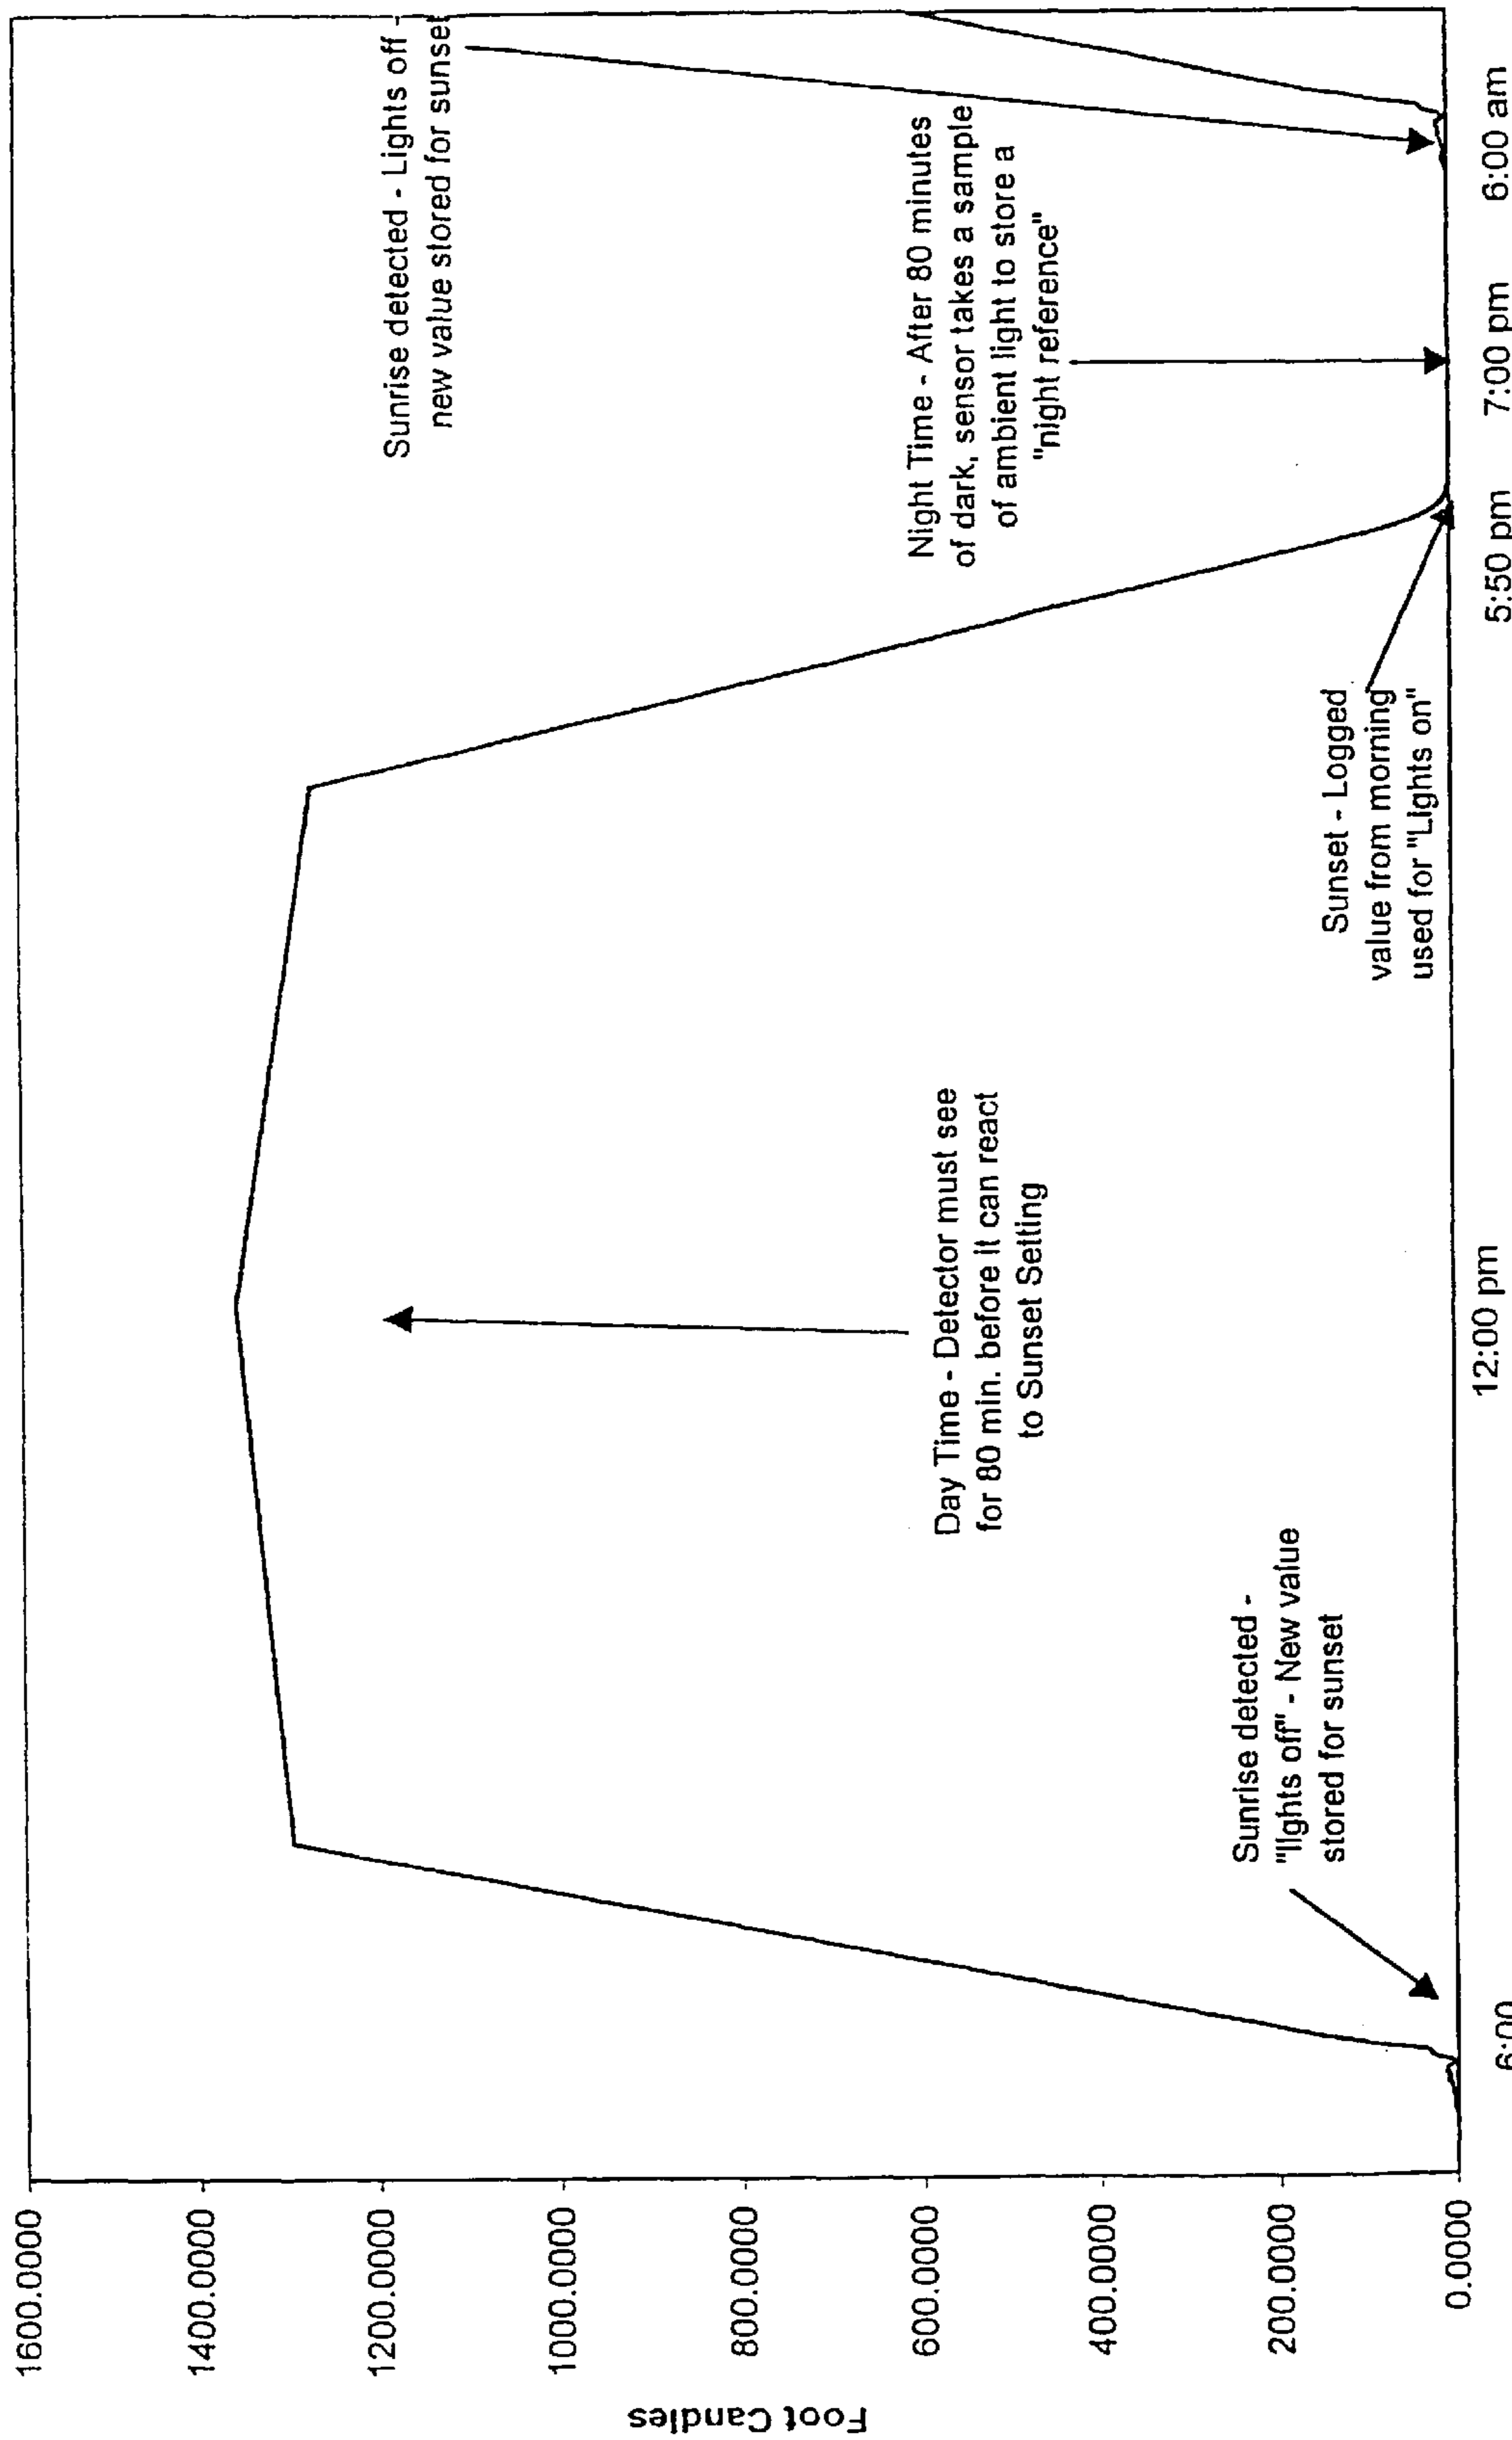 Foot Candles
1600.0000
1400.0000
1200.0000
1000.0000
800.0000
600.0000
400.0000
200.0000
0.0000
Sunrise detected - Lights off -
new value stored for sunset
Night Time - After 80 minutes
of dark, sensor takes a sample
of ambient light to store a
"night reference"
Day Time - Detector must see
for 80 min. before it can react
to Sunset Setting
Sunrise detected -
"lights off" - New value
stored for sunset
Sunset - Logged
value from morning
used for "Lights on"
6:00
12:00 pm
5:50 pm
7:00 pm
6:00 am